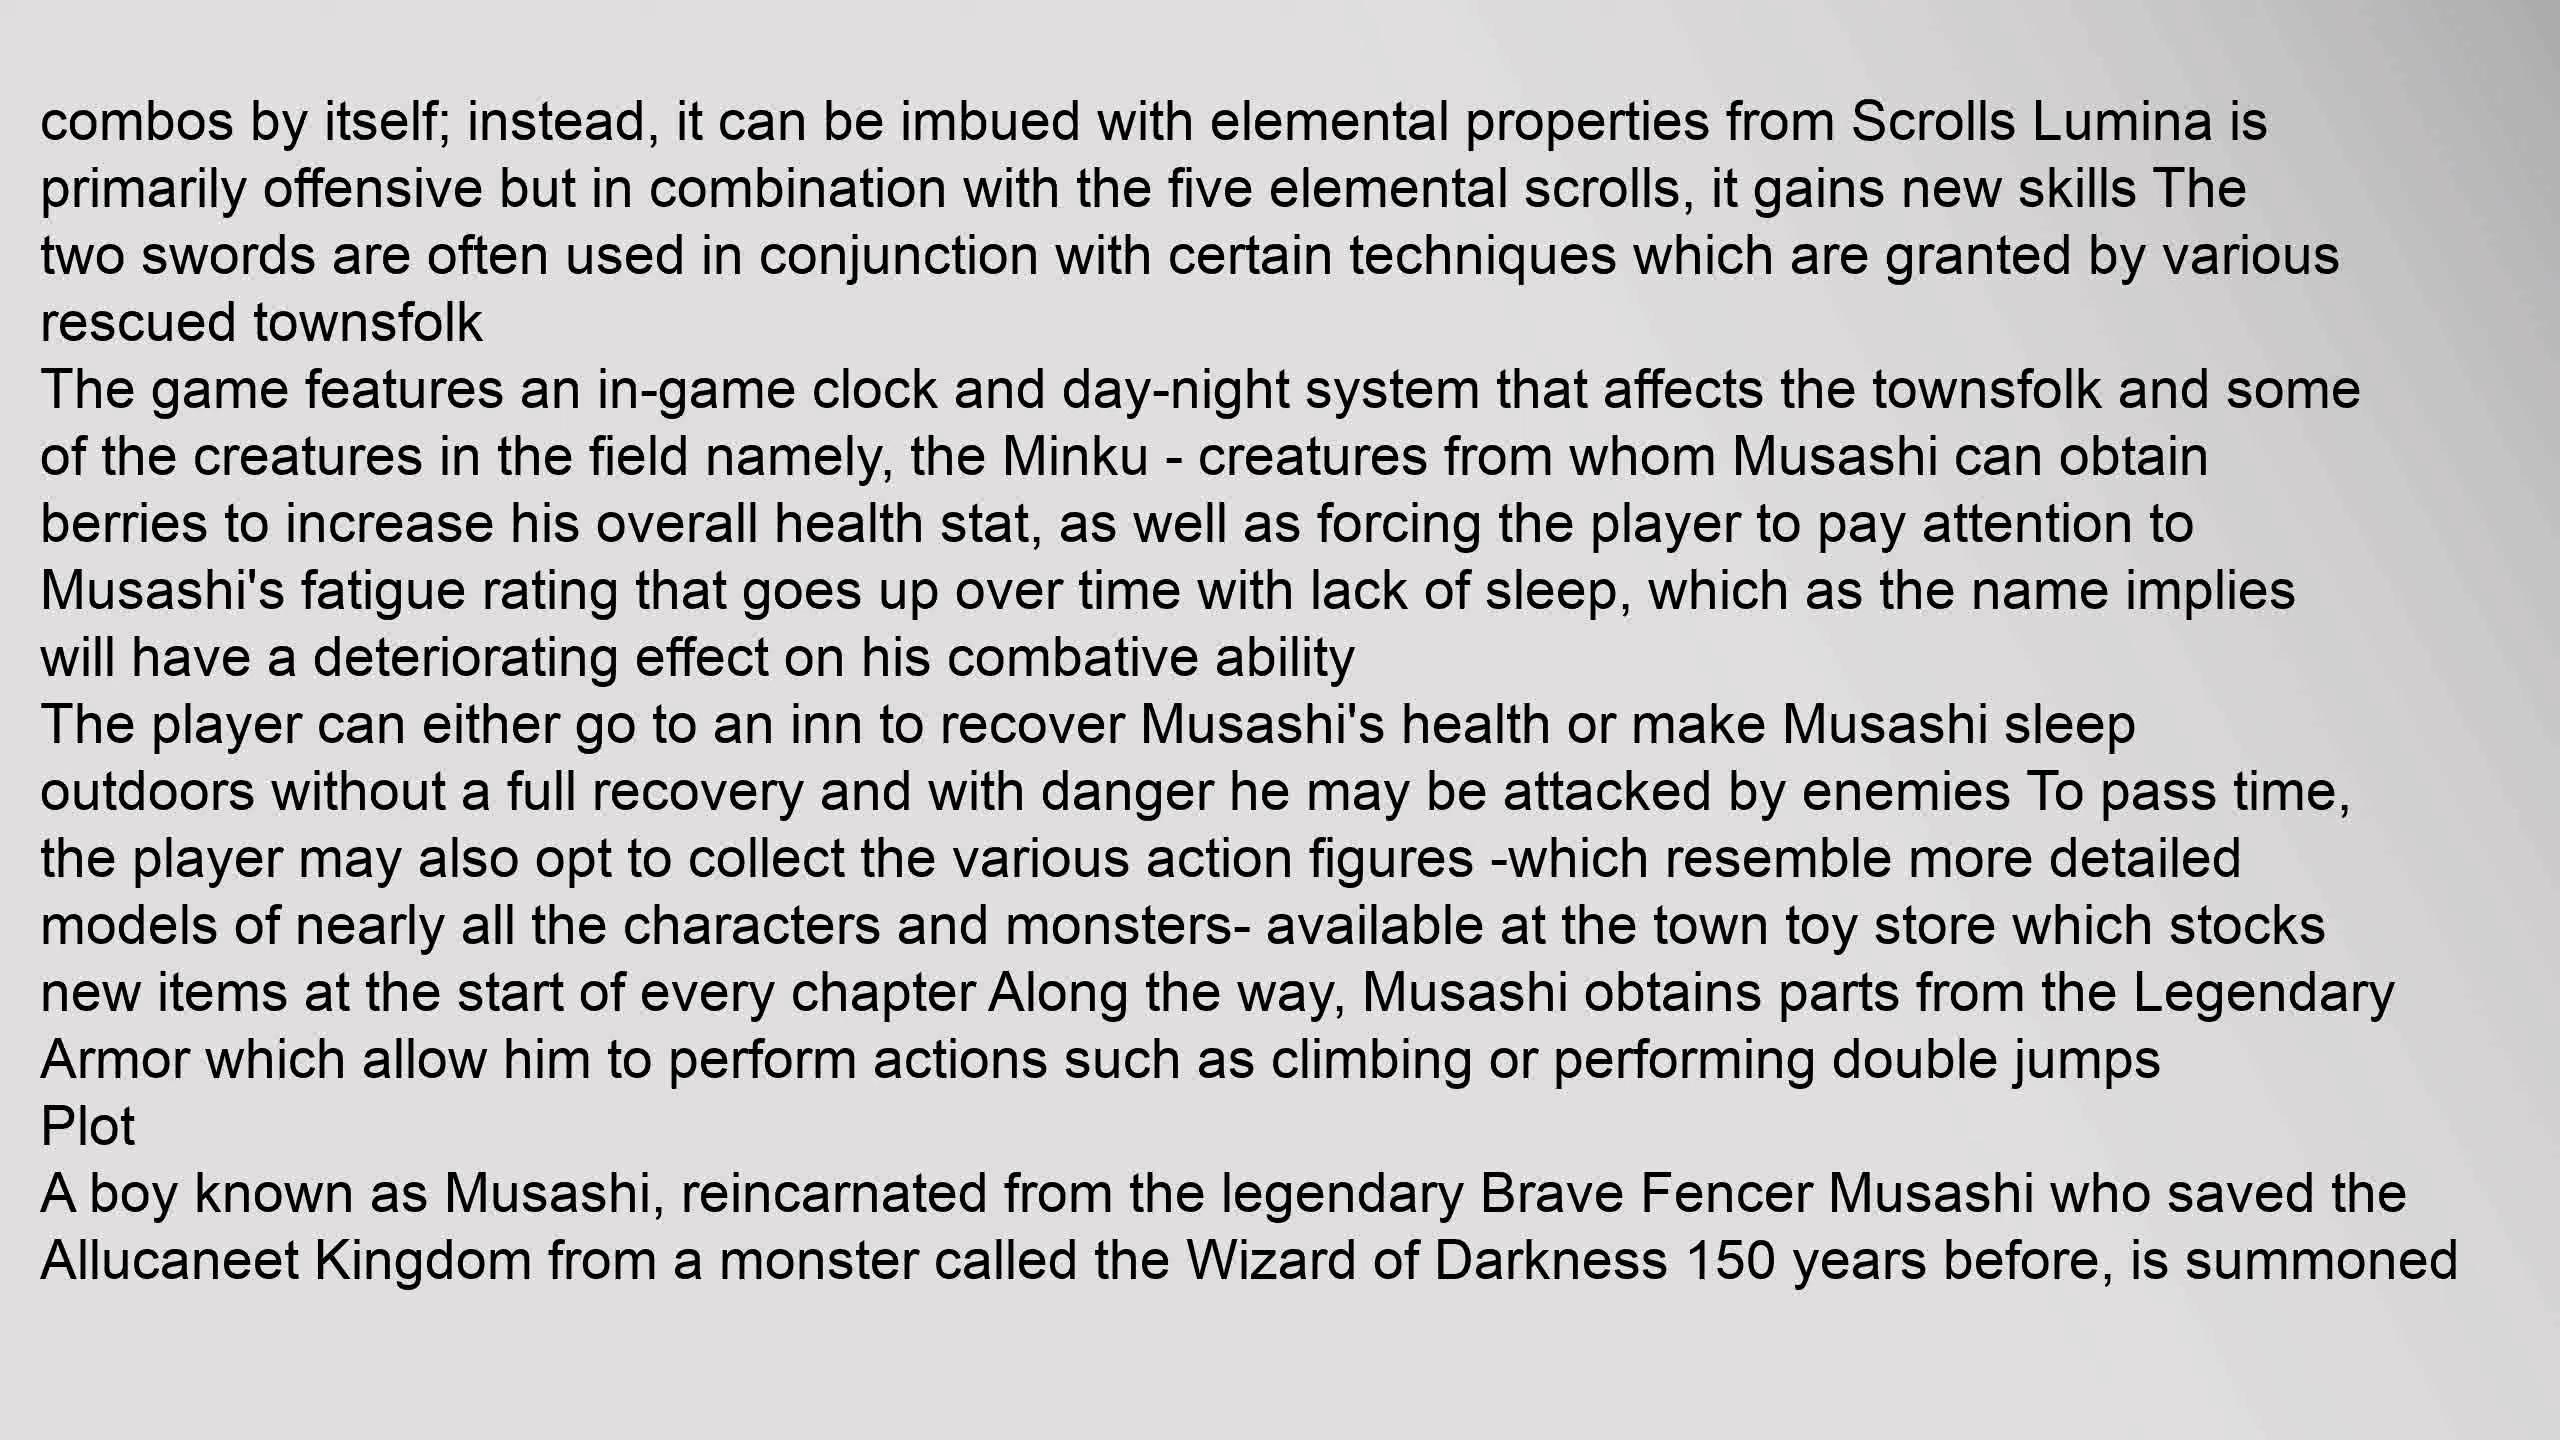 combos by itself; instead, it can be imbued with elemental properties from Scrolls Lumina is
primarily offensive but in combination with the five elemental scrolls, it gains new skills The
two swords are often used in conjunction with certain techniques which are granted by various
rescued townsfolk
The game features an in-game clock and day-night system that affects the townsfolk and some
of the creatures in the field namely, the Minku - creatures from whom Musashi can obtain
berries to increase his overall health stat, as well as forcing the player to pay attention to
Musashi's fatigue rating that goes up over time with lack of sleep, which as the name implies
will have a deteriorating effect on his combative ability
The player can either go to an inn to recover Musashi's health or make Musashi sleep
outdoors without a full recovery and with danger he may be attacked by enemies To pass time,
the player may also opt to collect the various action figures -which resemble more detailed
models of nearly all the characters and monsters- available at the town toy store which stocks
new items at the start of every chapter Along the way, Musashi obtains parts from the Legendary
Armor which allow him to perform actions such as climbing or performing double jumps
Plot
A boy known as Musashi, reincarnated from the legendary Brave Fencer Musashi who saved the
Allucaneet Kingdom from a monster called the Wizard of Darkness 150 years before, is summoned